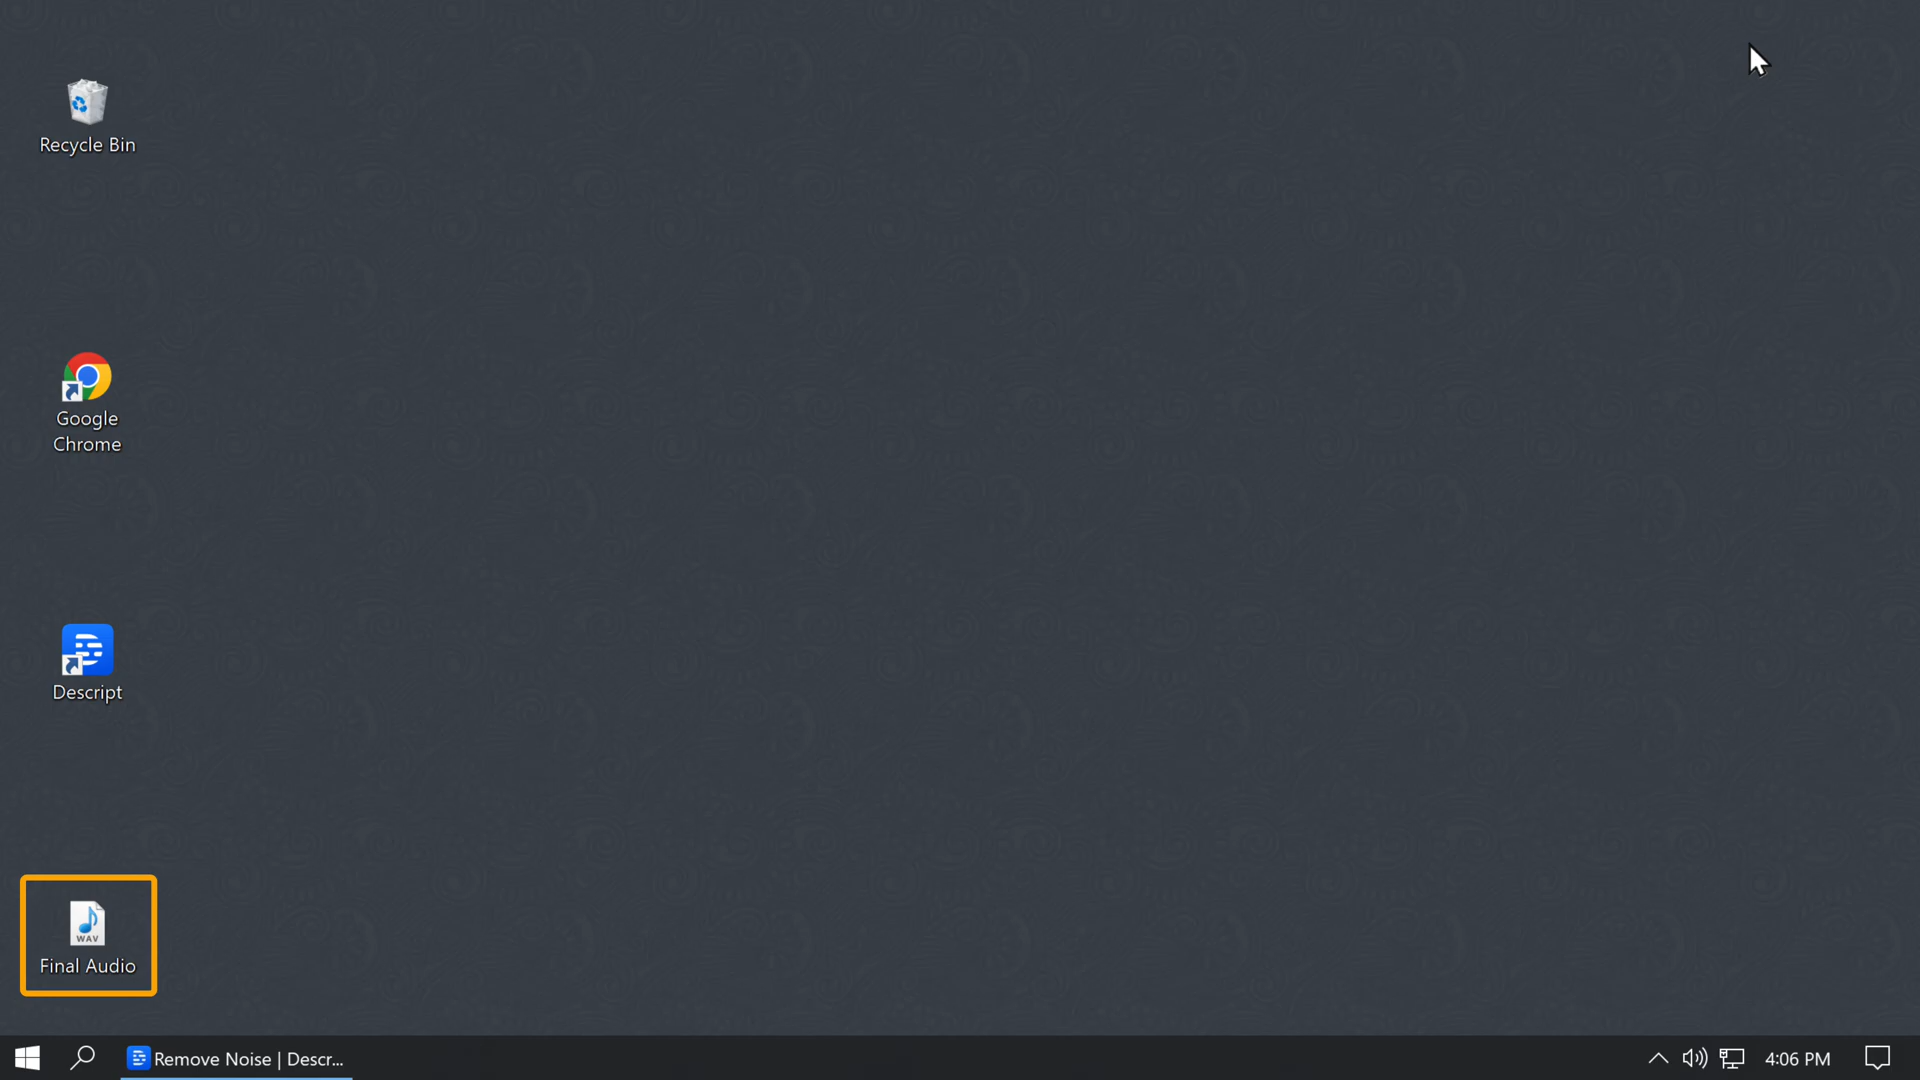 Recycle Bin
Google
Chrome
Descript
WAV
Final Audio
Remove Noise | Descr...
4:06 PM